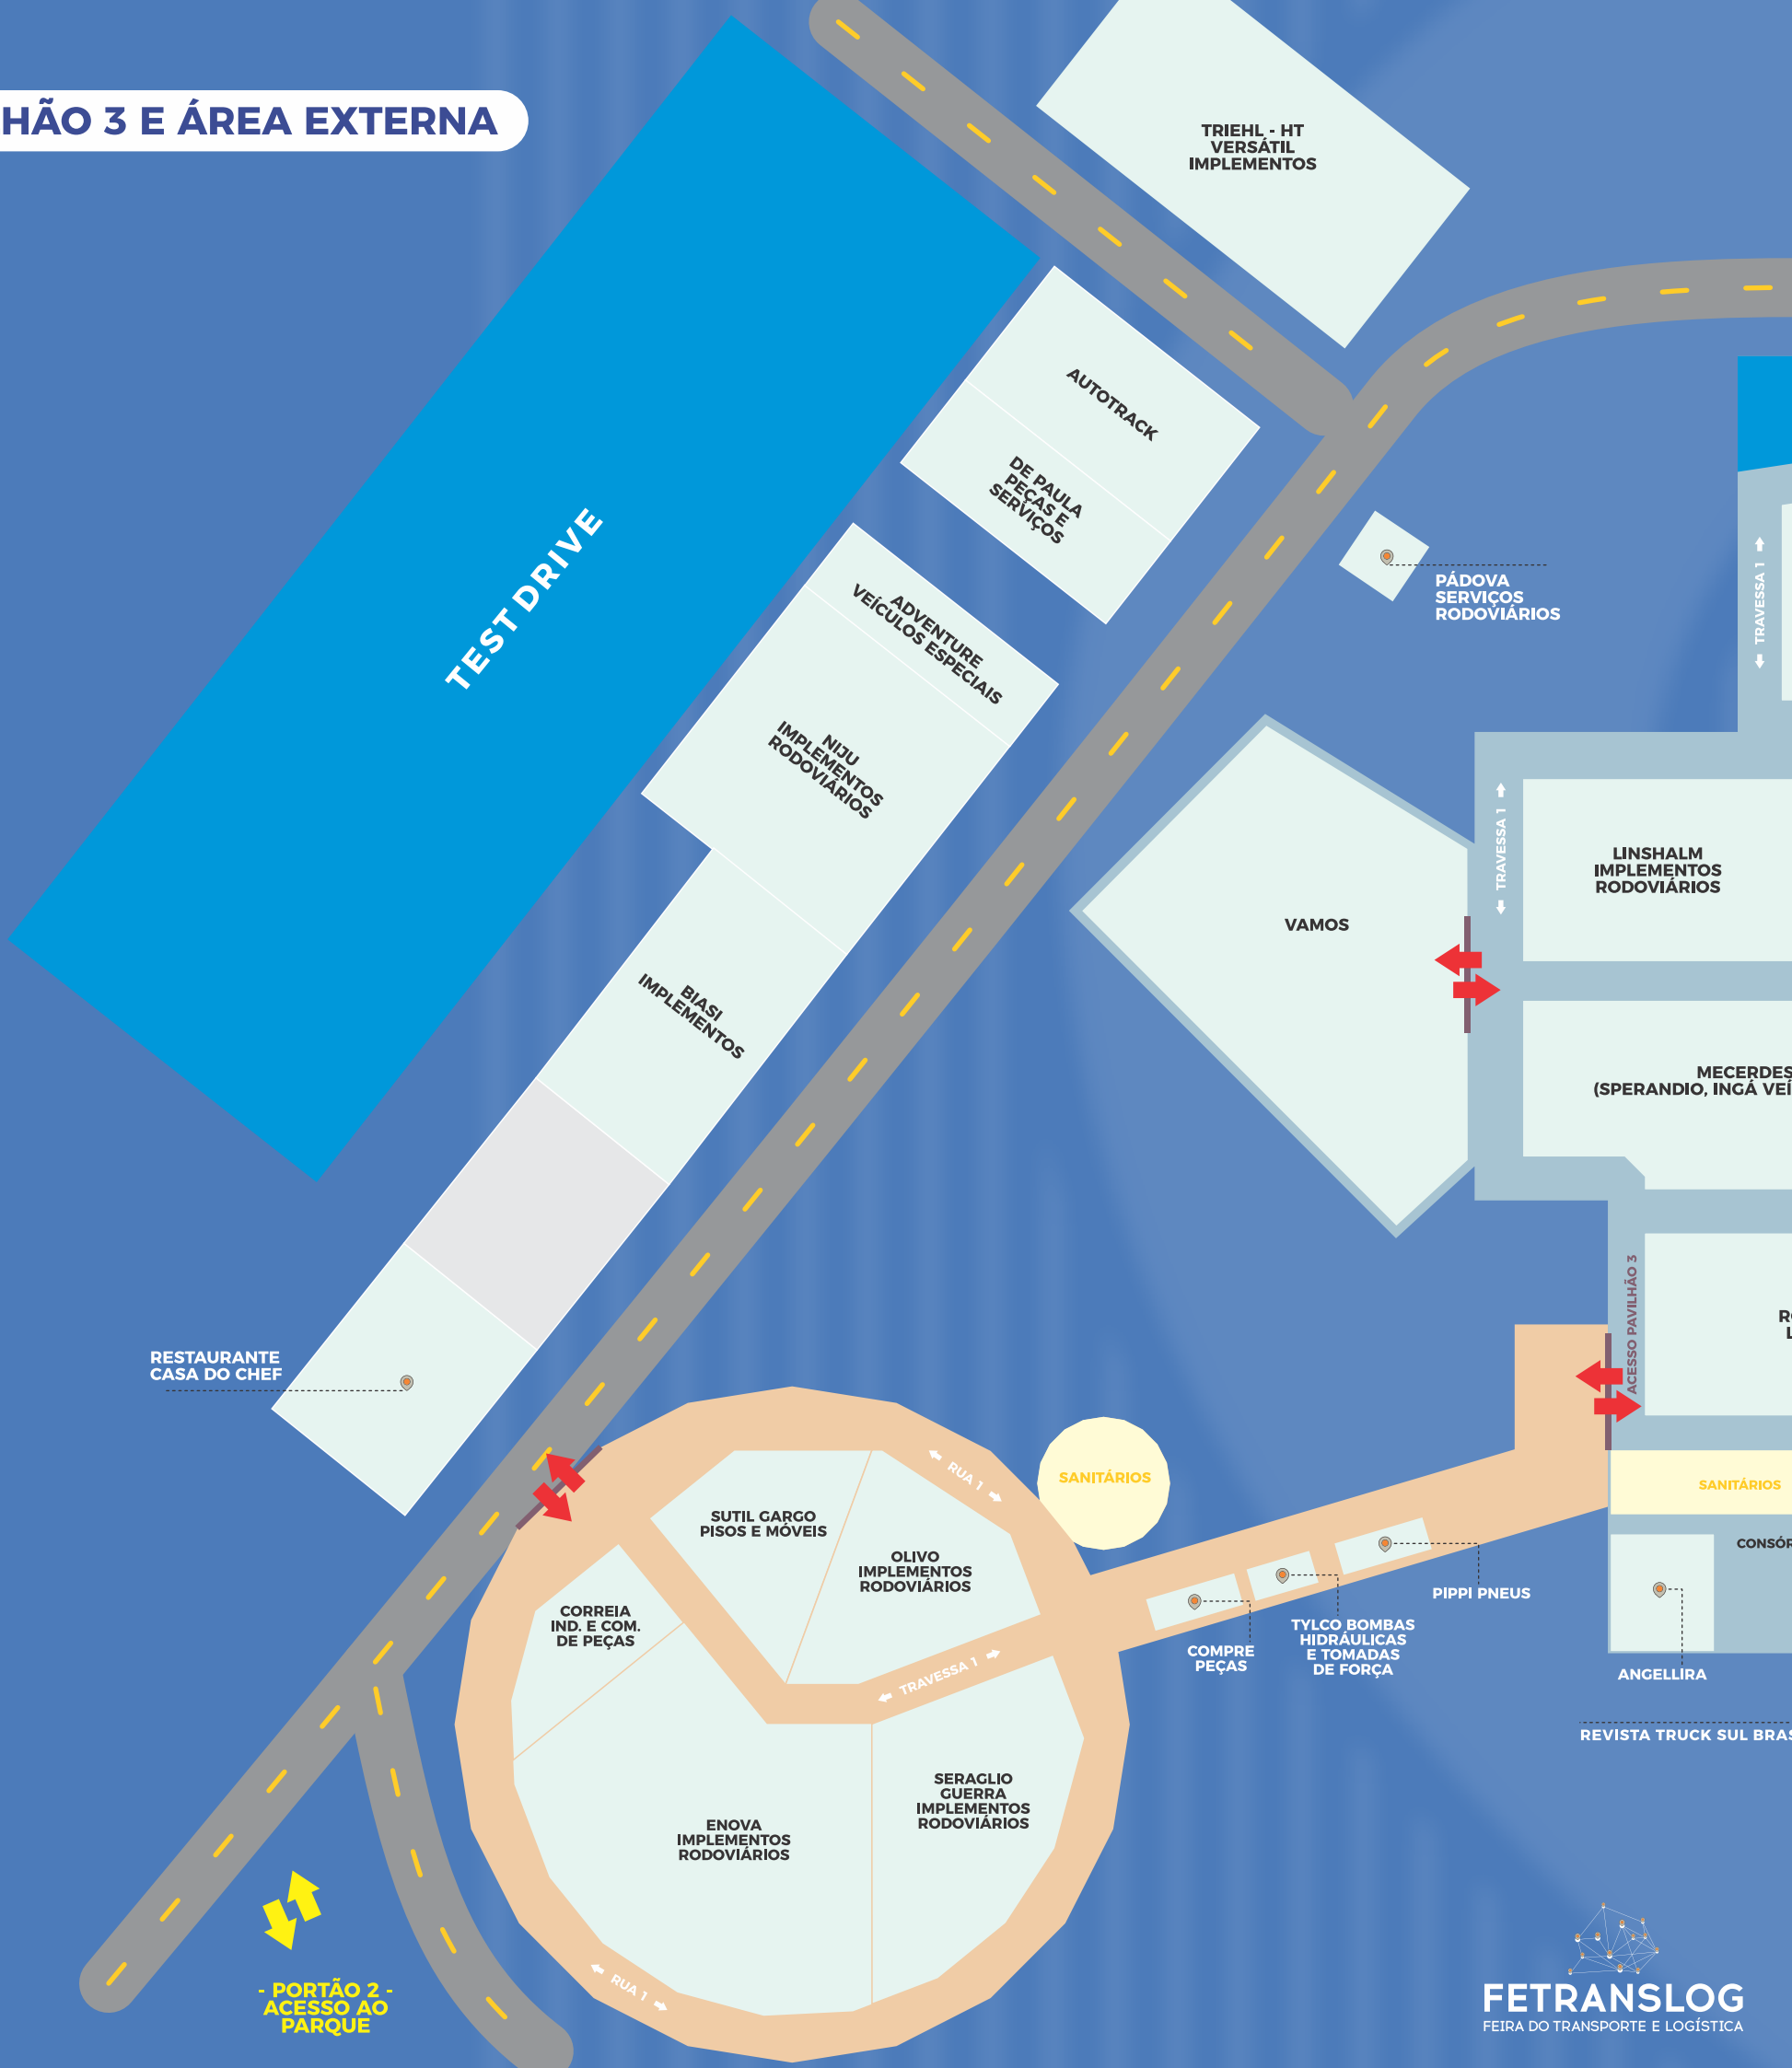 HÃO 3 E ÁREA EXTERNA
TRIEHL - HT
VERSÁTIL
IMPLEMENTOS
AUTOTRACK
DE PAULA
PEÇAS E
SERVIÇOS
TEST DRIVE
PÁDOVA
SERVIÇOS
RODOVIÁRIOS
TRAVESSA 1
ADVENTURE
VEÍCULOS ESPECIAIS
NIJU
IMPLEMENTOS
RODOVIÁRIOS
TRAVESSA 1
LINSHALM
IMPLEMENTOS
RODOVIÁRIOS
VAMOS
BIASI
IMPLEMENTOS
MECERDES
(SPERANDIO, INGÁ VEÍ
ACESSO PAVILHÃO 3
RESTAURANTE
CASA DO CHEF
RUA 1
SANITÁRIOS
SANITÁRIOS
SUTIL GARGO
PISOS E MÓVEIS
OLIVO
IMPLEMENTOS
RODOVIÁRIOS
CONSÓR
CORREIA
IND. E COM.
DE PEÇAS
PIPPI PNEUS
TYLCO BOMBAS
HIDRÁULICAS
E TOMADAS
DE FORÇA
COMPRE
PEÇAS
TRAVESSA 1
ANGELLIRA
REVISTA TRUCK SUL BRAS
SERAGLIO
GUERRA
IMPLEMENTOS
RODOVIÁRIOS
ENOVA
IMPLEMENTOS
RODOVIÁRIOS
RUA 1
- PORTÃO 2 -
ACESSO AO
PARQUE
FETRANSLOG
FEIRA DO TRANSPORTE E LOGÍSTICA